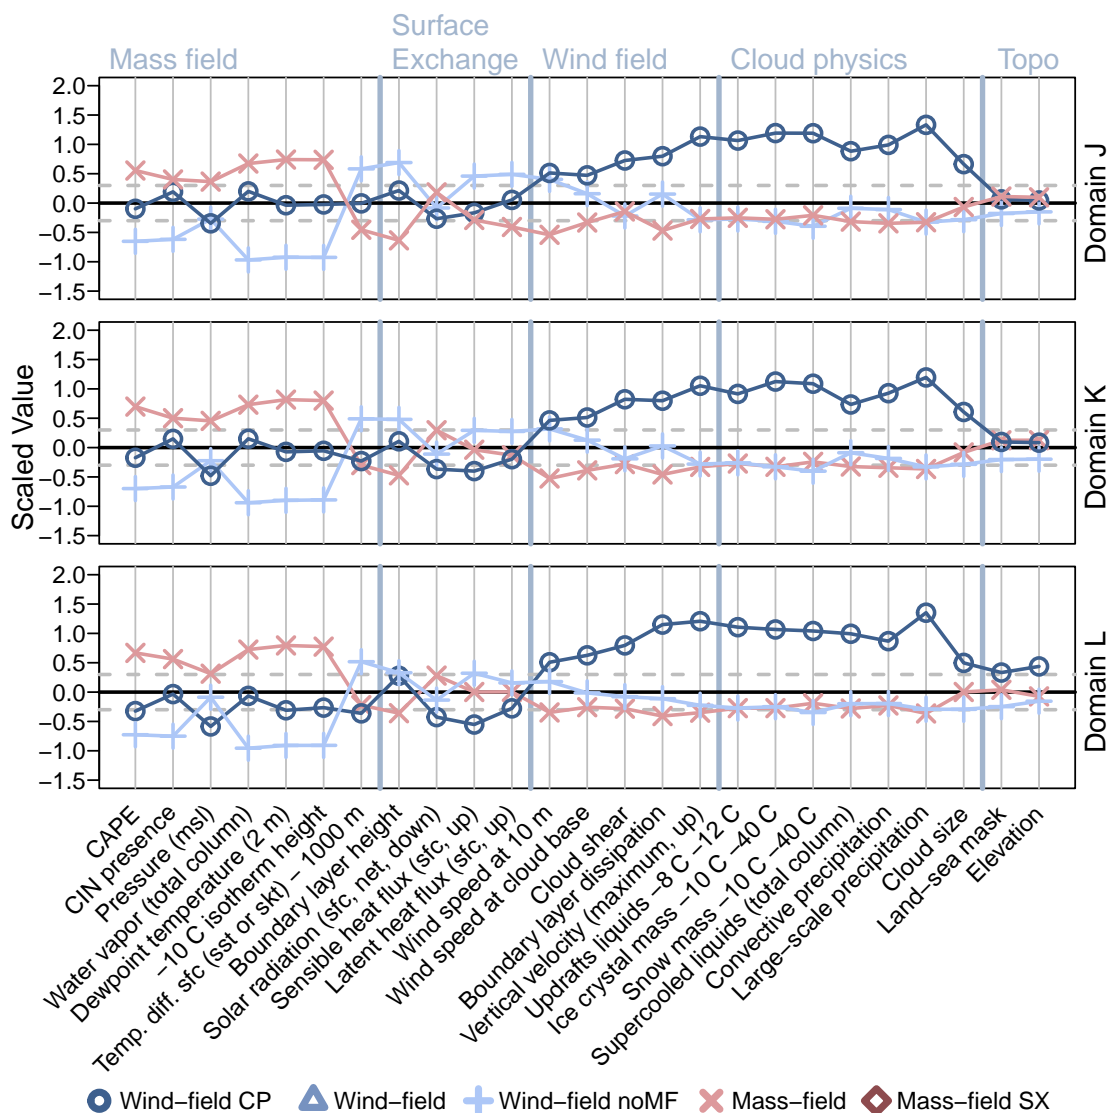 Surface
Mass field Exchange Wind field Cloud physics Topo
2.0
1.5
1.0
0.5
0.0
−0.5
−1.0
−1.5
Domain J
2.0
1.5
1.0
0.5
0.0
−0.5
−1.0
−1.5
Domain K
Scaled Value
2.0
1.5
1.0
0.5
0.0
−0.5
−1.0
−1.5
Domain L
CAPE
CIN presence
Pressure (msl)
Water vapor (total column)
Dewpoint temperature (2 m)
−10 C isotherm height
Temp. diff. sfc (sst or skt) − 1000 m
Boundary layer height
Solar radiation (sfc, net, down)
Sensible heat flux (sfc, up)
Latent heat flux (sfc, up)
Wind speed at 10 m
Wind speed at cloud base
Cloud shear
Boundary layer dissipation
Vertical velocity (maximum, up)
Updrafts liquids −8 C −12 C
Ice crystal mass −10 C −40 C
Snow mass −10 C −40 C
Supercooled liquids (total column)
Convective precipitation
Large−scale precipitation
Cloud size
Land−sea mask
Elevation
Wind−field CP Wind−field Wind−field noMF Mass−field Mass−field SX